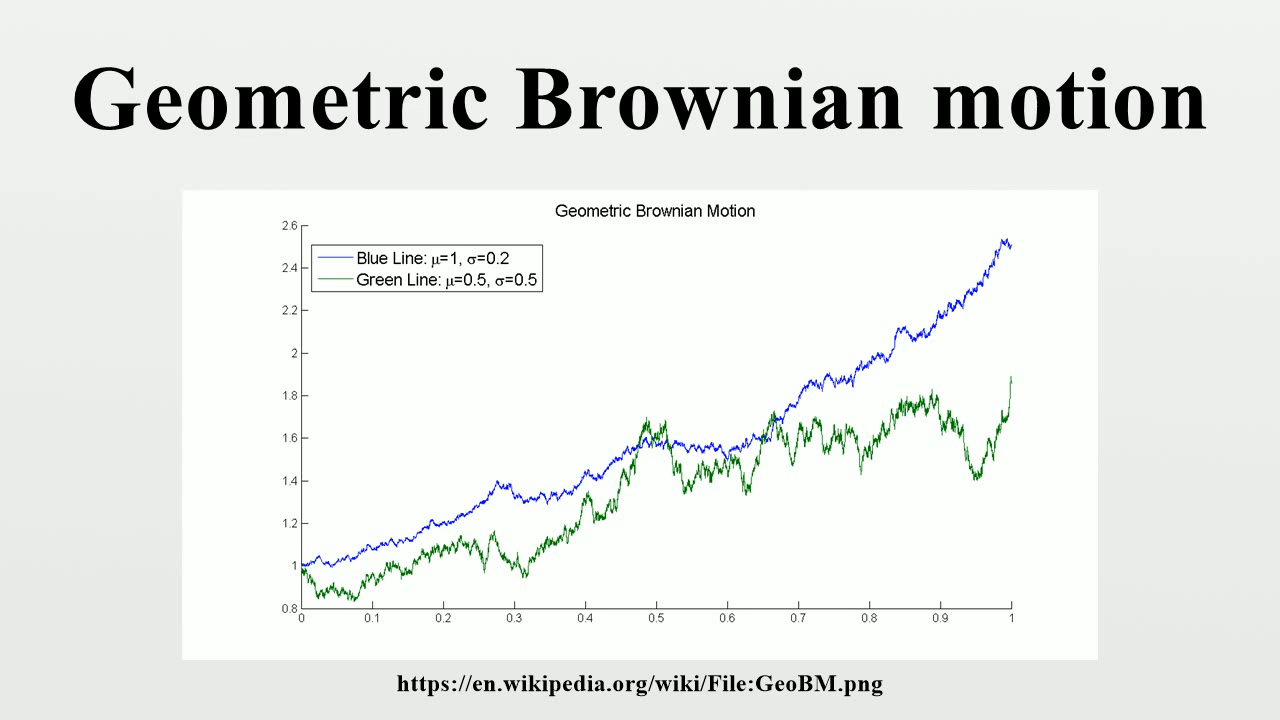 Geometric Brownian motion
Geometric Brownian Motion
2.6
Blue Line: μ=1, σ=0.2
2.4
Green Line: μ=0.5, σ=0.5
2.2
2
1.8
1.6
1.4
1.2
1
0.8
0 0.1 0.2 0.3 0.4 0.5 0.6 0.7 0.8 0.9 1
https://en.wikipedia.org/wiki/File:GeoBM.png